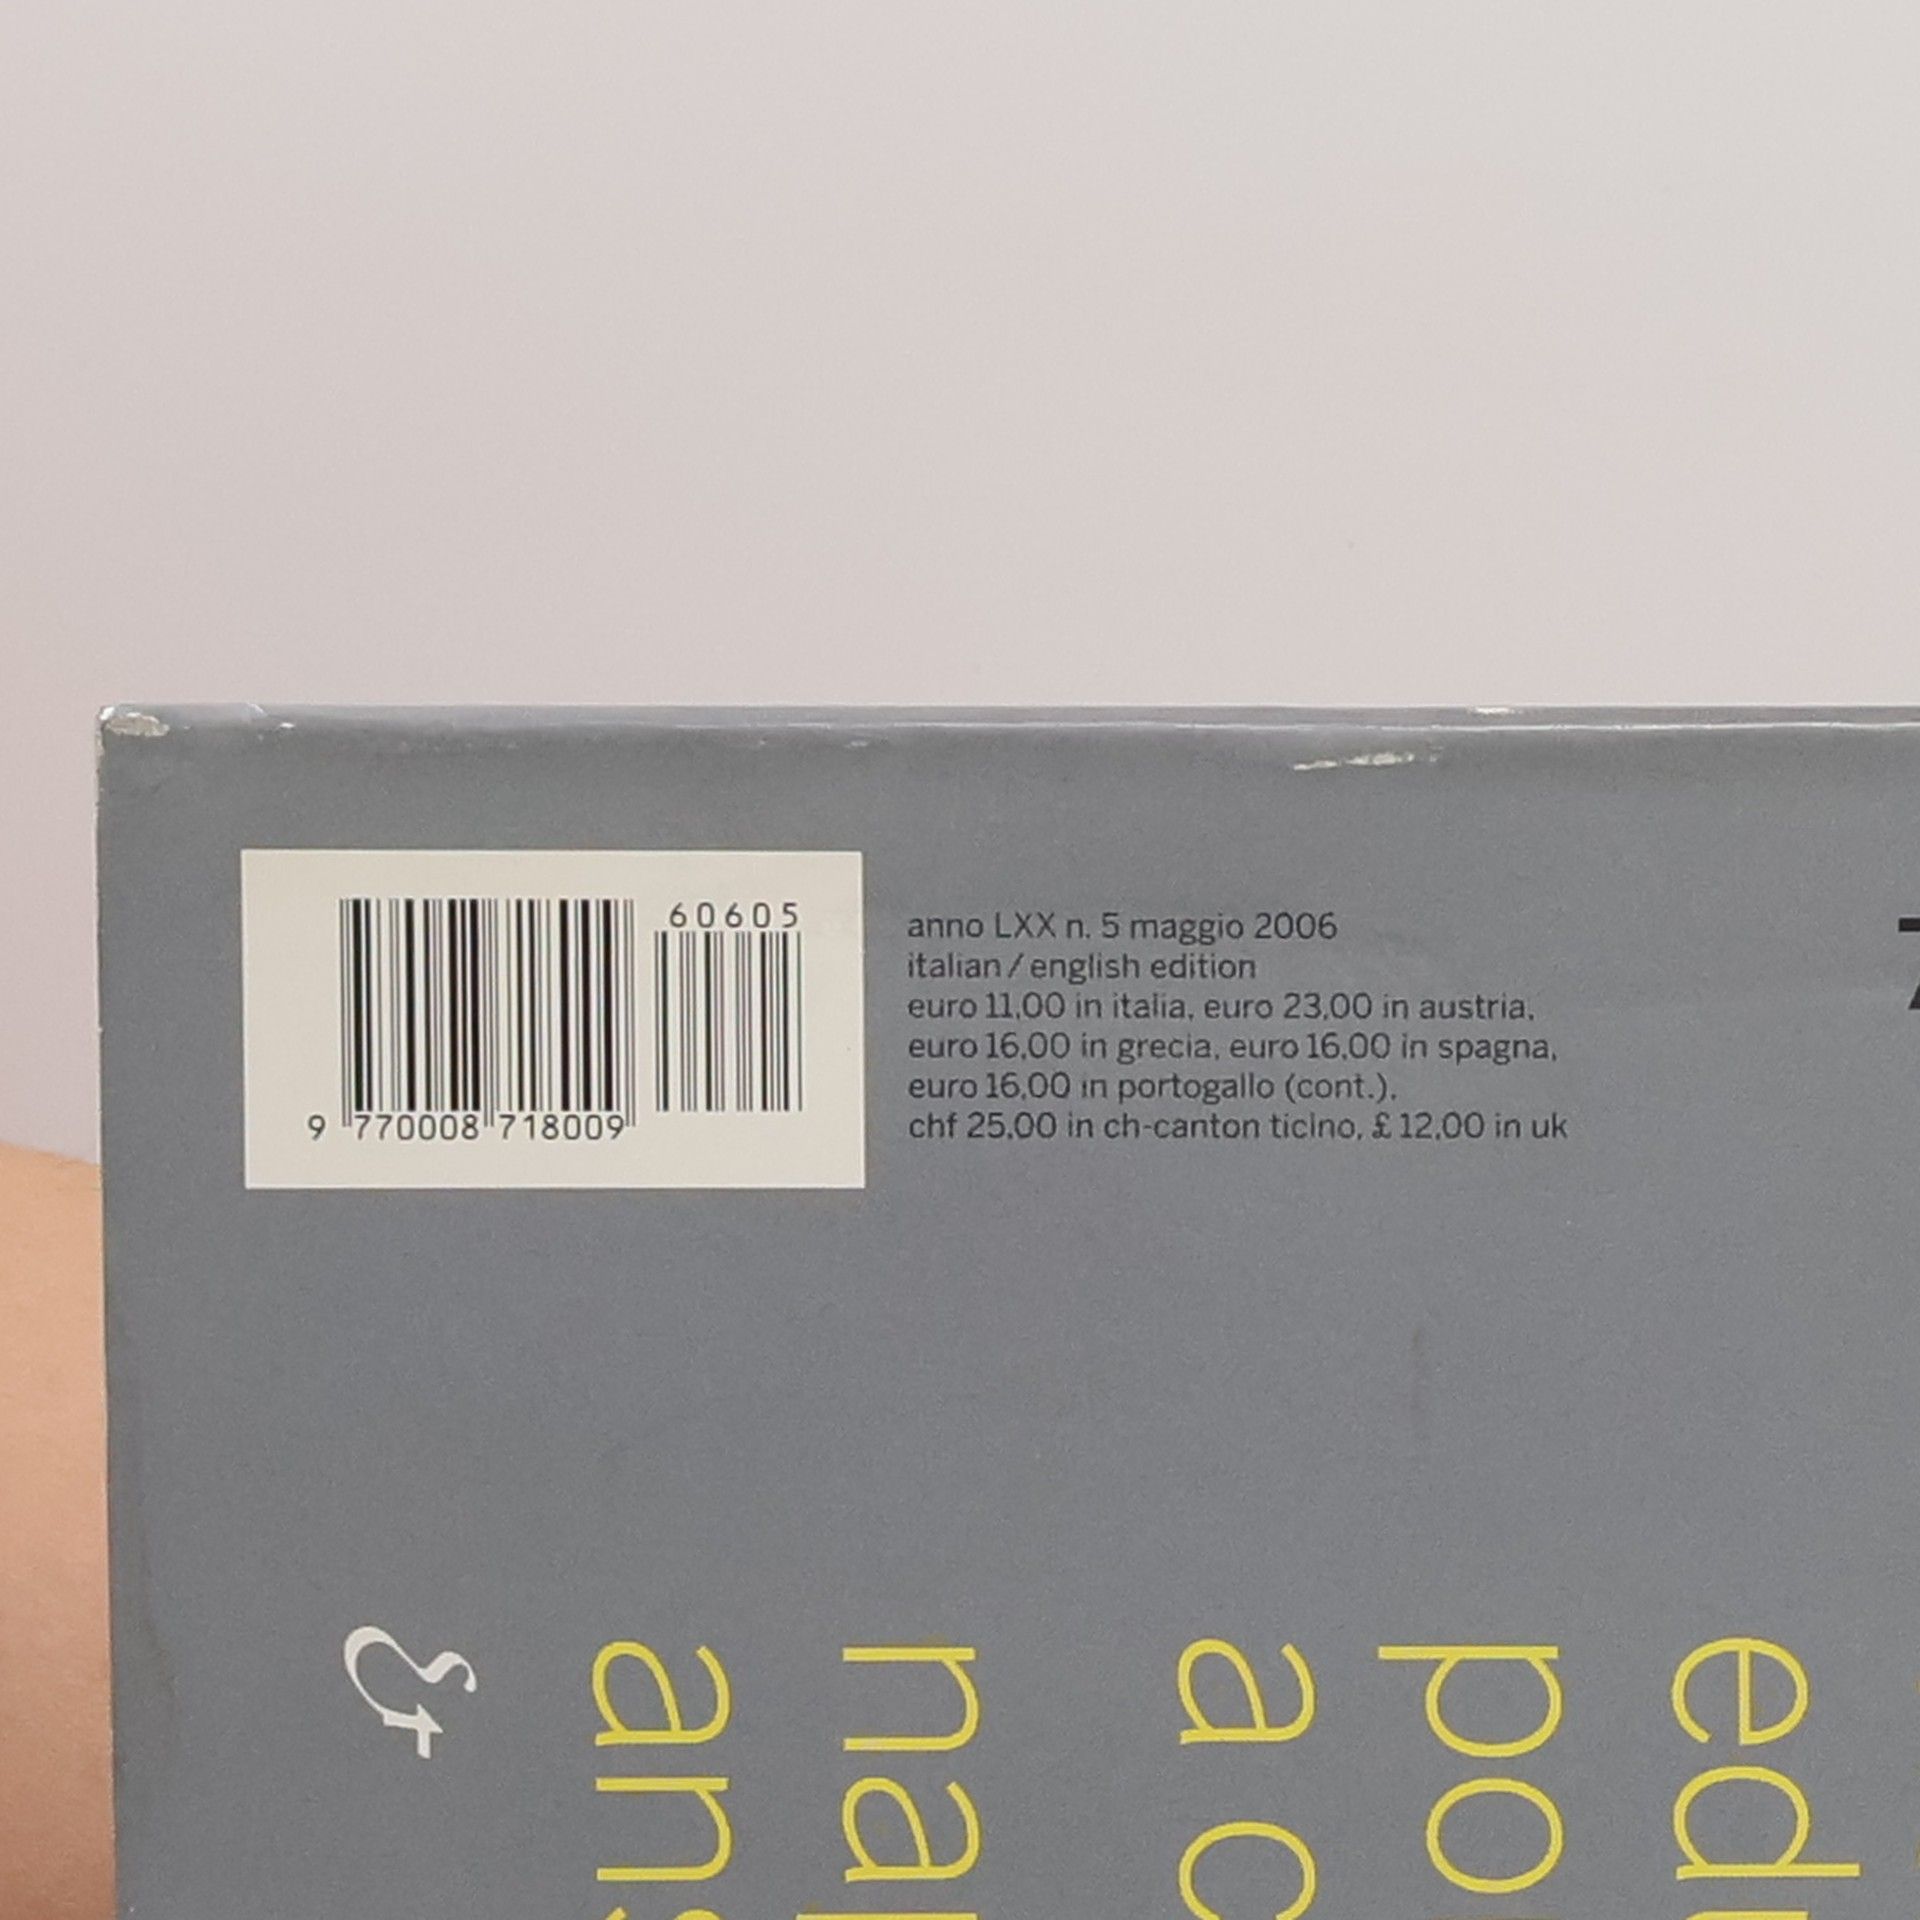 60605
9 770008 718009
anno LXX n. 5 maggio 2006
italian / english edition
euro 11,00 in italia, euro 23,00 in austria,
euro 16,00 in grecia, euro 16,00 in spagna,
euro 16,00 in portogallo (cont.),
chf 25,00 in ch-canton ticino, £ 12,00 in uk
&